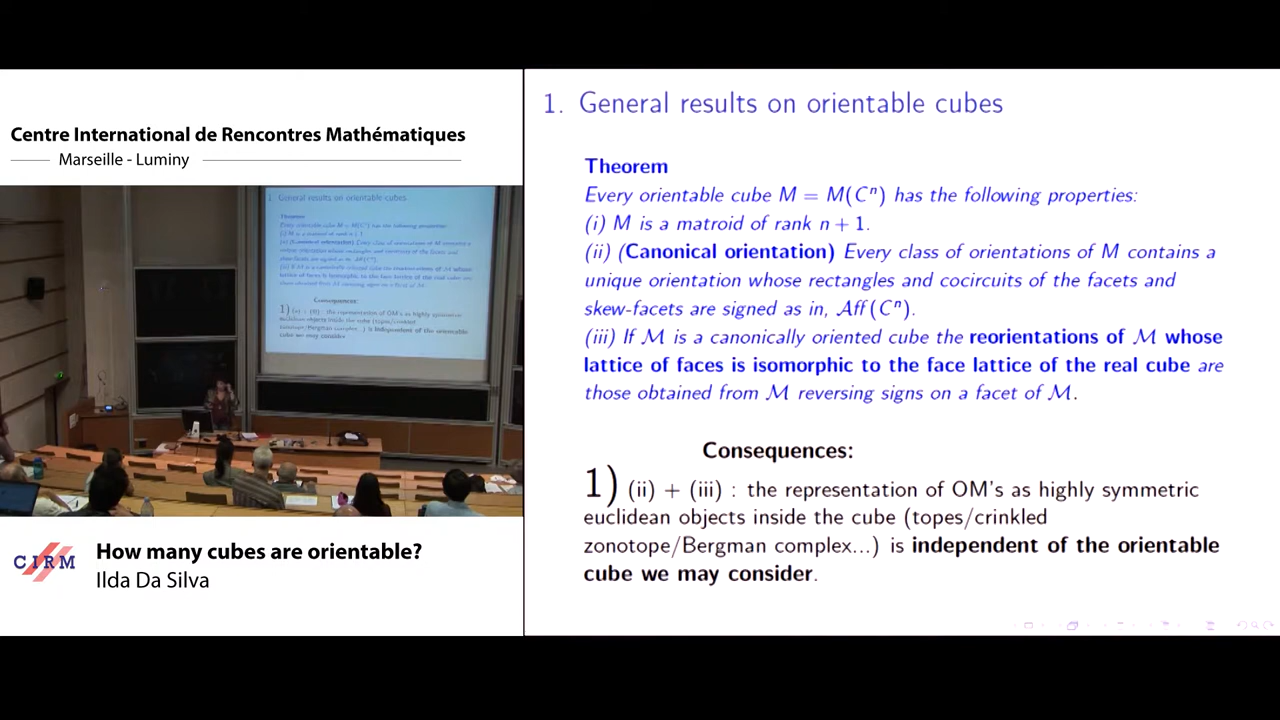 Centre International de Rencontres Mathématiques
Marseille - Luminy
CIRM
How many cubes are orientable?
Ilda Da Silva
1. General results on orientable cubes
Theorem
Every orientable cube M = M(Cⁿ) has the following properties:
(i) M is a matroid of rank n + 1.
(ii) (Canonical orientation) Every class of orientations of M contains a
unique orientation whose rectangles and cocircuits of the facets and
skew-facets are signed as in, Aff(Cⁿ).
(iii) If ℳ is a canonically oriented cube the reorientations of ℳ whose
lattice of faces is isomorphic to the face lattice of the real cube are
those obtained from ℳ reversing signs on a facet of ℳ.
Consequences:
1) (ii) + (iii) : the representation of OM's as highly symmetric
euclidean objects inside the cube (topes/crinkled
zonotope/Bergman complex...) is independent of the orientable
cube we may consider.